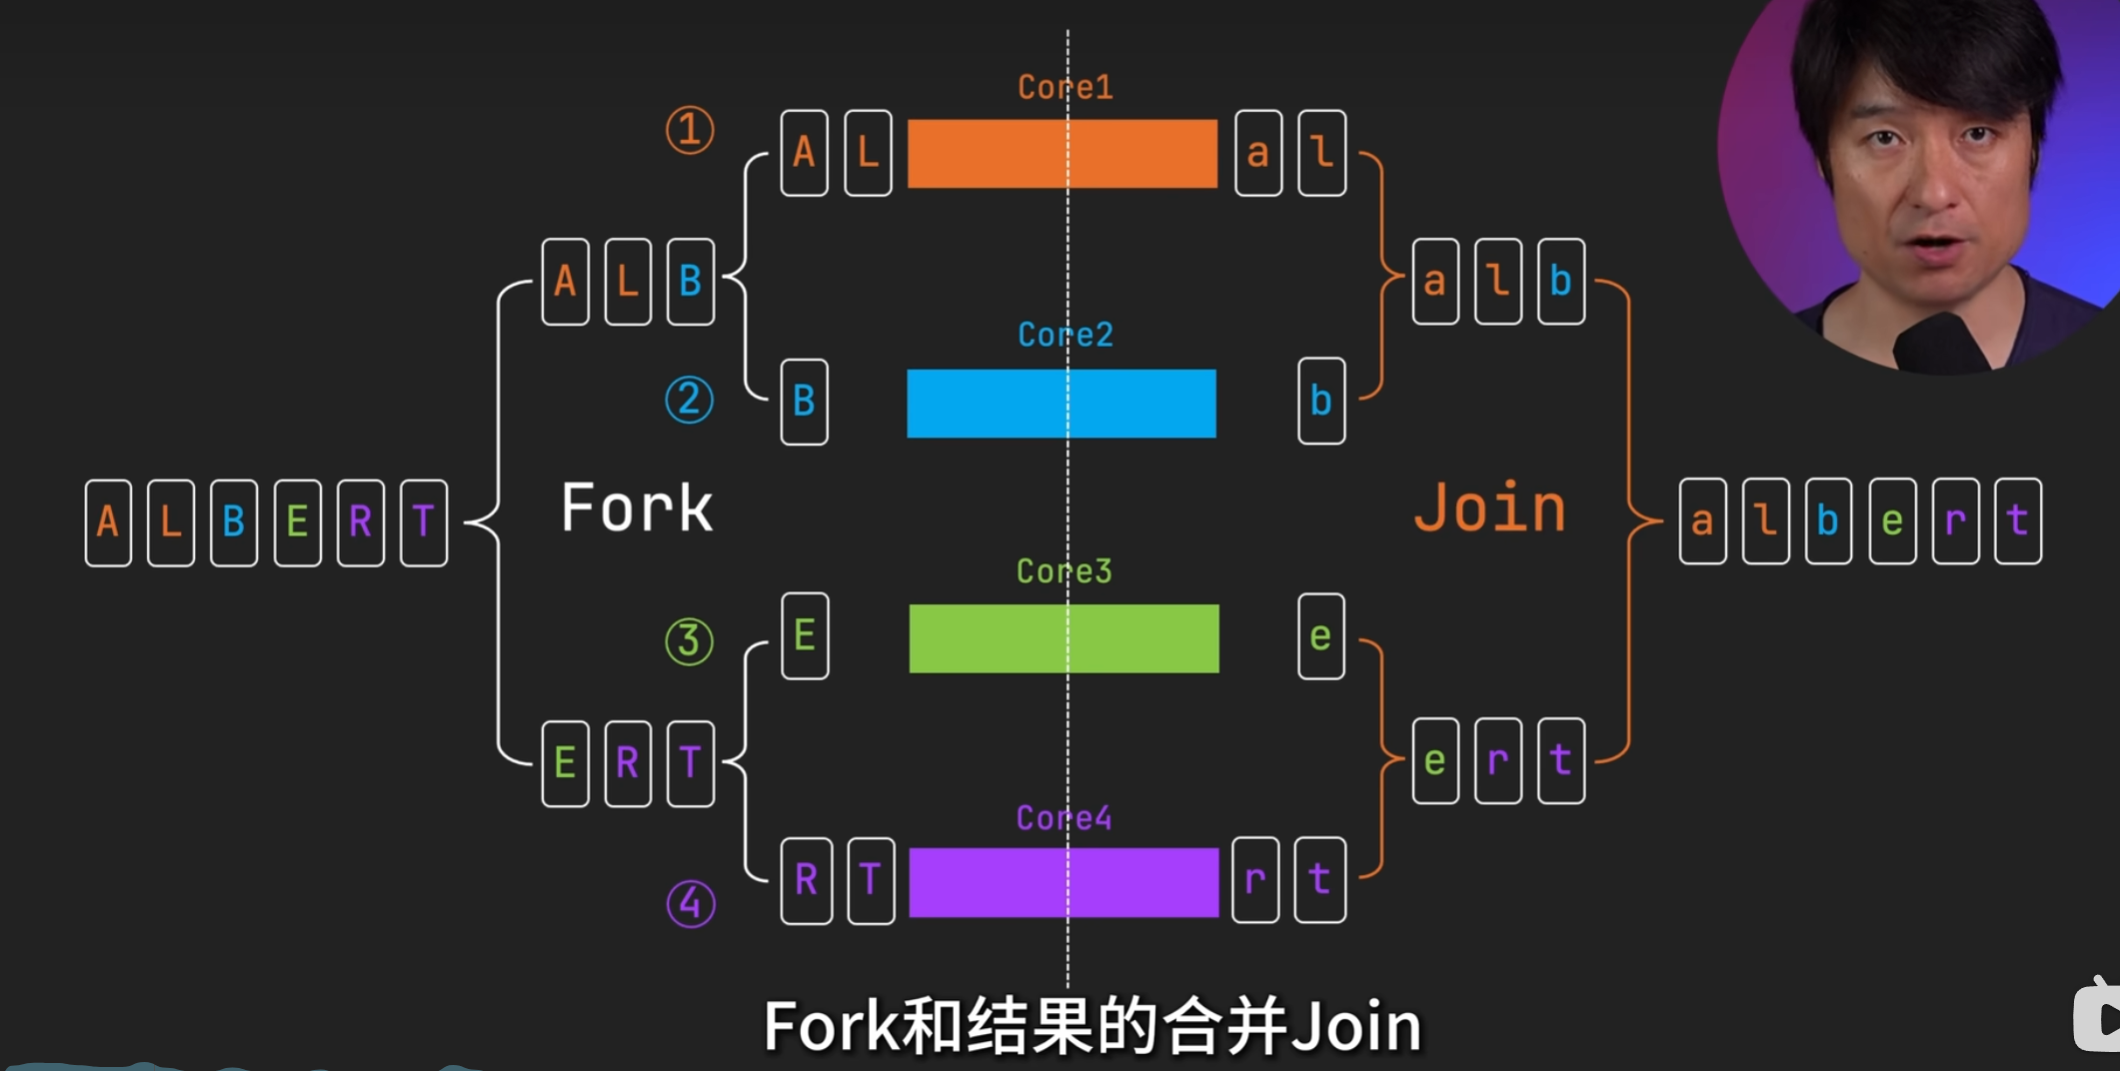 Core1
① A L a l
A L B a l b
Core2
② B b
A L B E R T Fork Join a l b e r t
Core3
③ E e
E R T e r t
Core4
④ R T r t
Fork和结果的合并Join